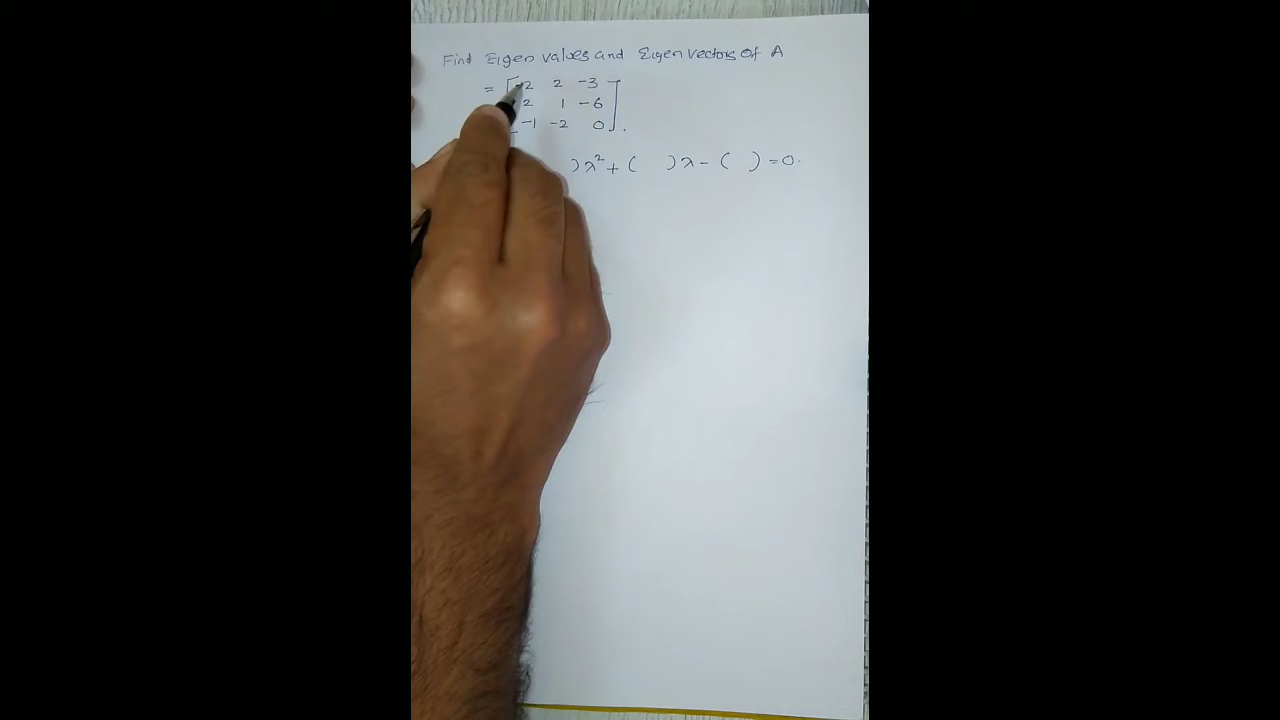 Find Eigen values and Eigen vectors of A
= [ -2 2 -3
2 1 -6
-1 -2 0 ] .
) λ² + ( ) λ - ( ) = 0.